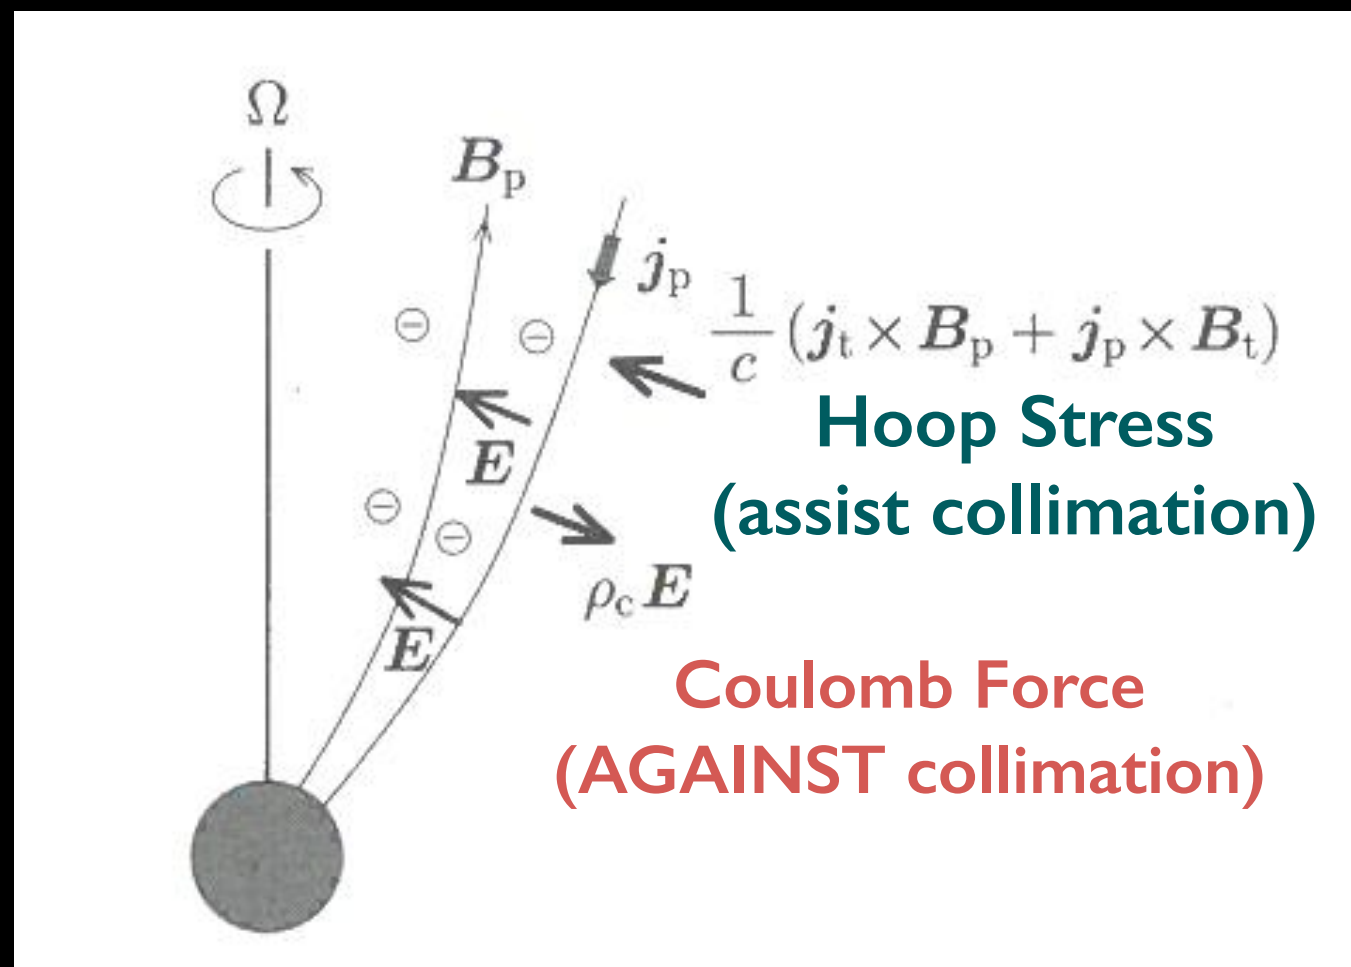 Ω
B_p
j_p
1/c (j_t × B_p + j_p × B_t)
Hoop Stress
(assist collimation)
⊖ ⊖
E
⊖ ⊖
ρ_c E
E
Coulomb Force
(AGAINST collimation)